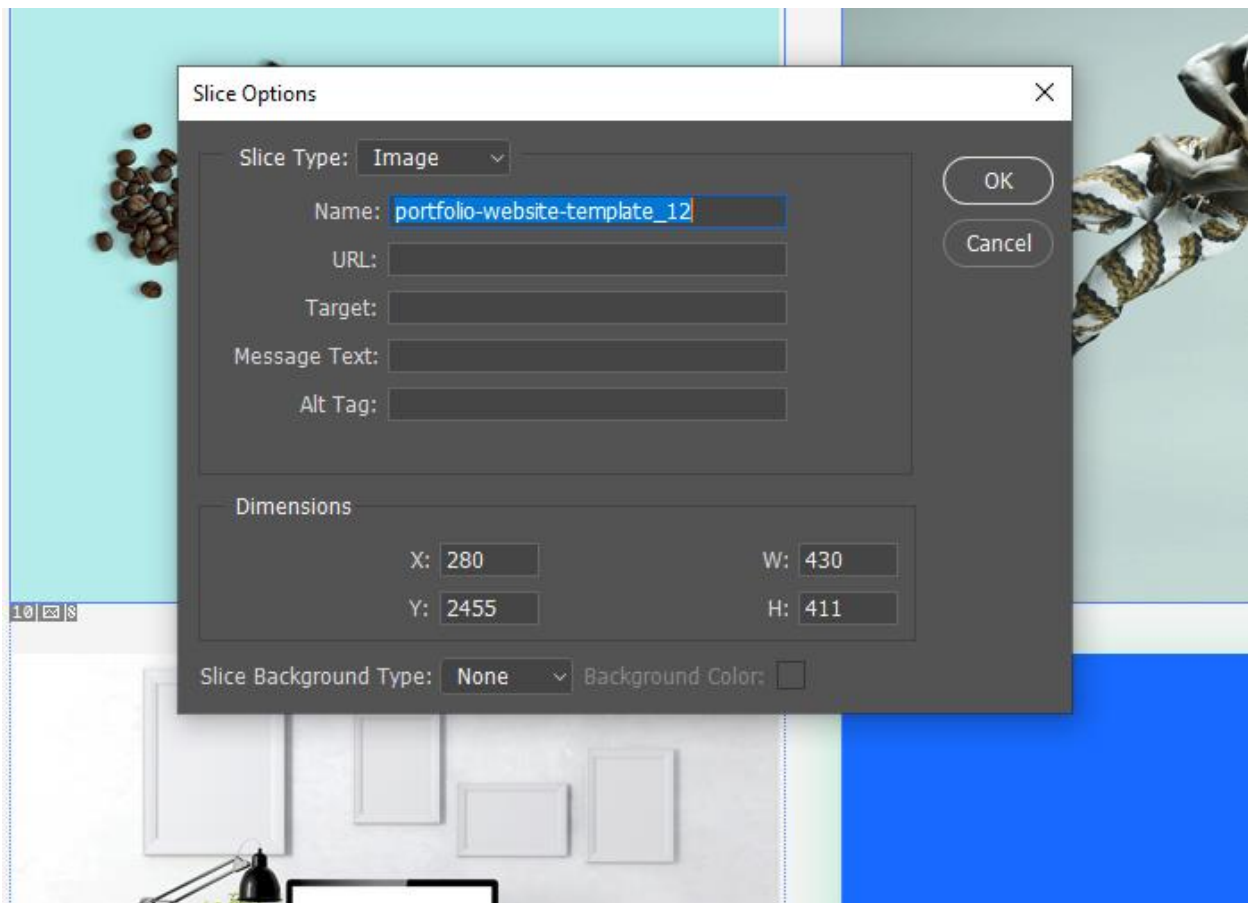 Slice Options
Slice Type: Image
Name: portfolio-website-template_12
OK
URL:
Cancel
Target:
Message Text:
Alt Tag:
Dimensions
X: 280 W: 430
10
Y: 2455 H: 411
Slice Background Type: None Background Color: